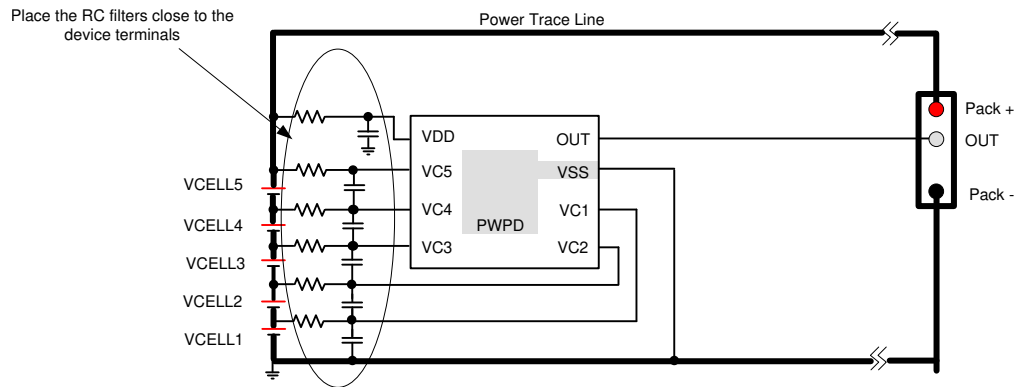 Place the RC filters close to the
device terminals
Power Trace Line
Pack +
OUT
Pack -
VDD
VC5
VC4
VC3
OUT
VSS
VC1
VC2
PWPD
VCELL5
VCELL4
VCELL3
VCELL2
VCELL1